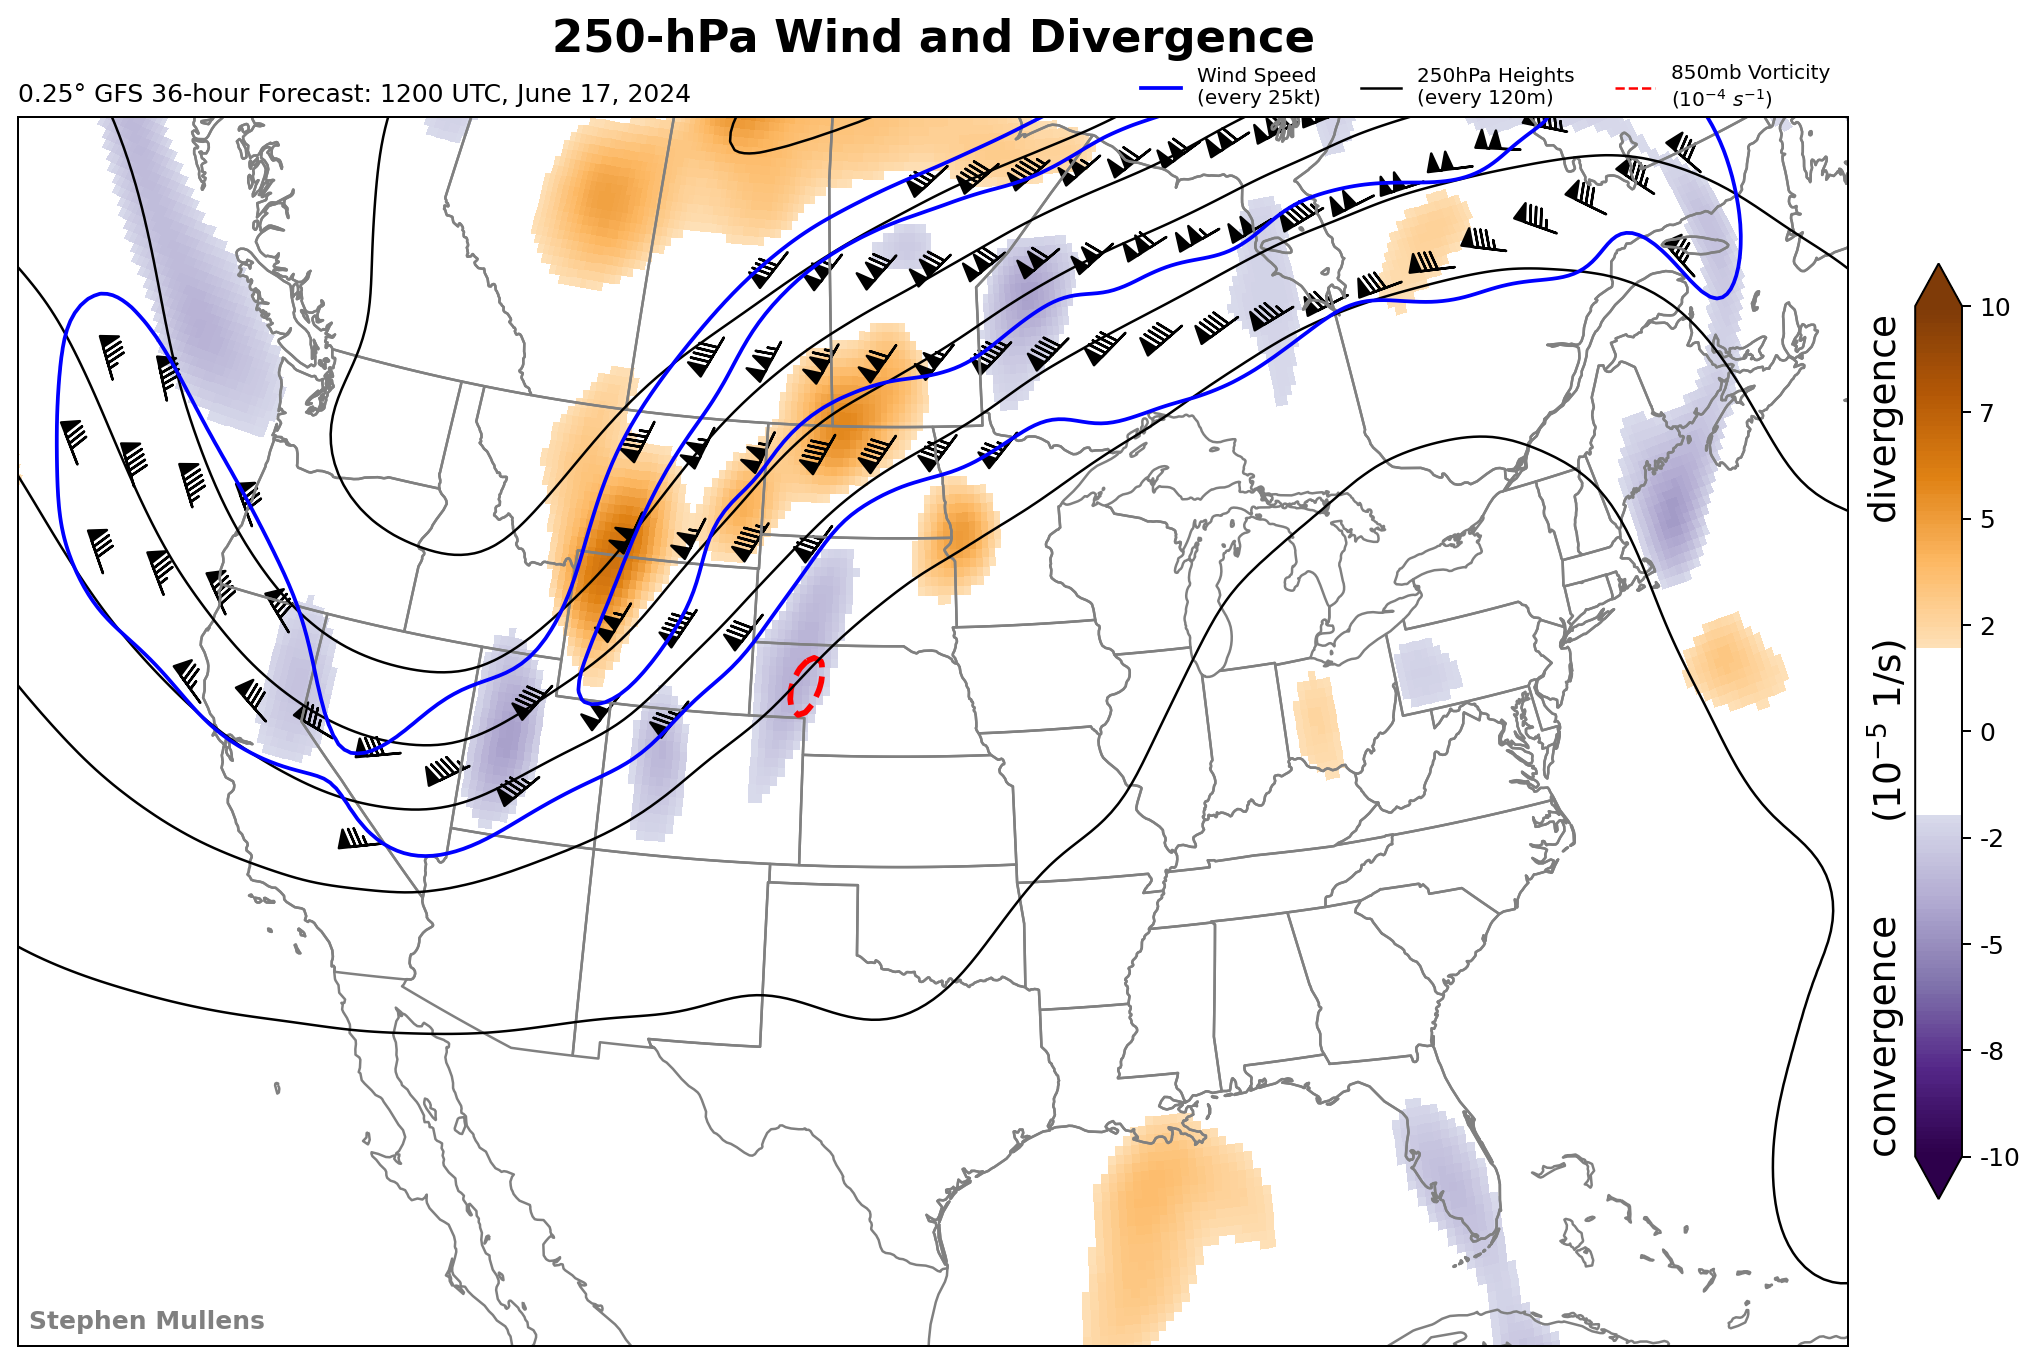 250-hPa Wind and Divergence
0.25° GFS 36-hour Forecast: 1200 UTC, June 17, 2024
Wind Speed
(every 25kt)
250hPa Heights
(every 120m)
850mb Vorticity
(10⁻⁴ s⁻¹)
10
7
5
2
0
-2
-5
-8
-10
convergence (10⁻⁵ 1/s) divergence
Stephen Mullens